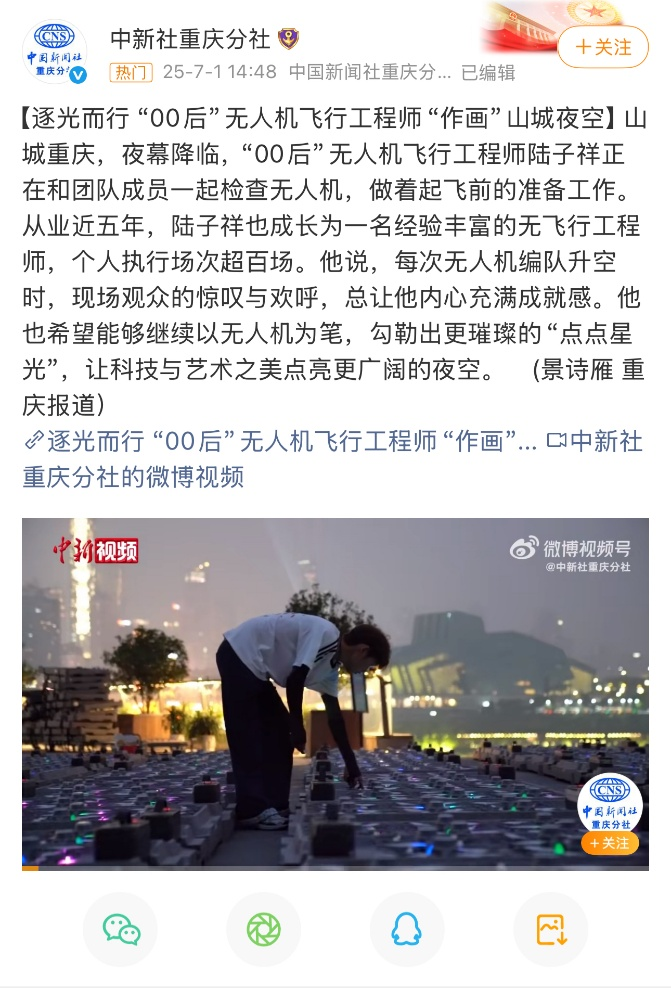 CNS
中国新闻社
重庆分
中新社重庆分社
热门 25-7-1 14:48 中国新闻社重庆分... 已编辑
+关注
【逐光而行 “00后”无人机飞行工程师“作画”山城夜空】山
城重庆，夜幕降临，“00后”无人机飞行工程师陆子祥正
在和团队成员一起检查无人机，做着起飞前的准备工作。
从业近五年，陆子祥也成长为一名经验丰富的无飞行工程
师，个人执行场次超百场。他说，每次无人机编队升空
时，现场观众的惊叹与欢呼，总让他内心充满成就感。他
也希望能够继续以无人机为笔，勾勒出更璀璨的“点点星
光”，让科技与艺术之美点亮更广阔的夜空。 (景诗雁 重
庆报道)
逐光而行 “00后”无人机飞行工程师“作画”... 中新社
重庆分社的微博视频
中新视频
微博视频号
@中新社重庆分社
CNS
中国新闻社
重庆分社
+关注